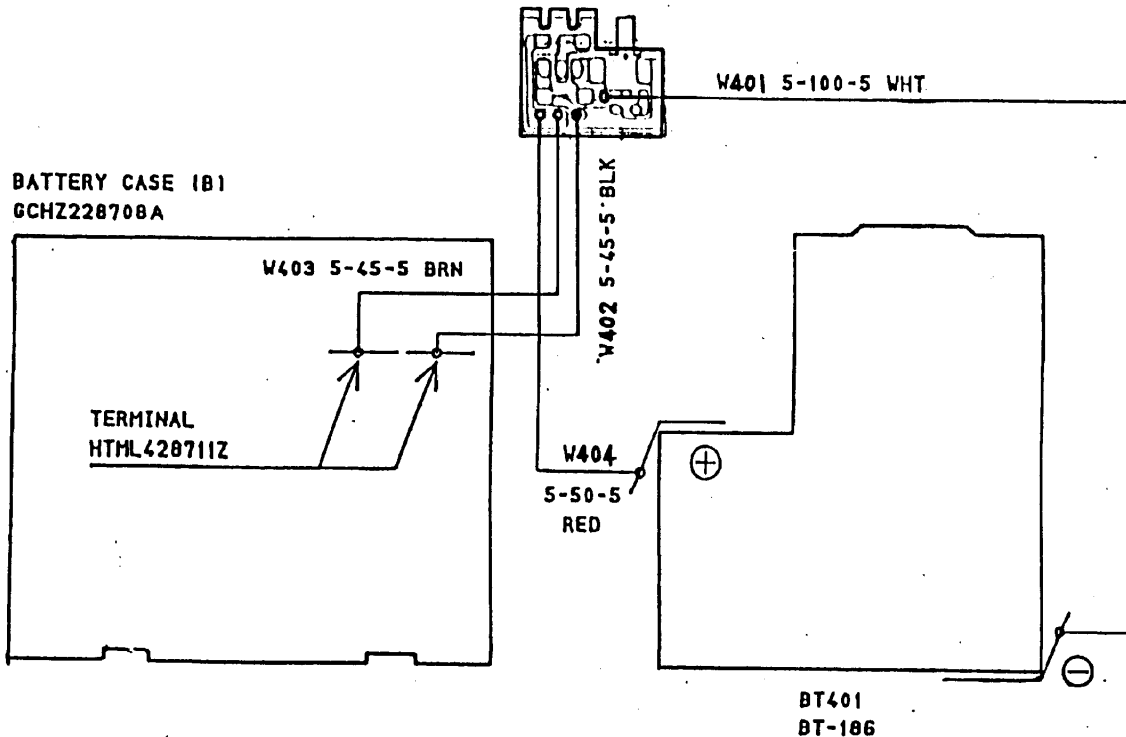 W401 5-100-5 WHT
BATTERY CASE (B)
GCHZ228708A
W403 5-45-5 BRN
W402 5-45-5 BLK
TERMINAL
HTML428711Z
W404
5-50-5
RED
+
−
BT401
BT-186